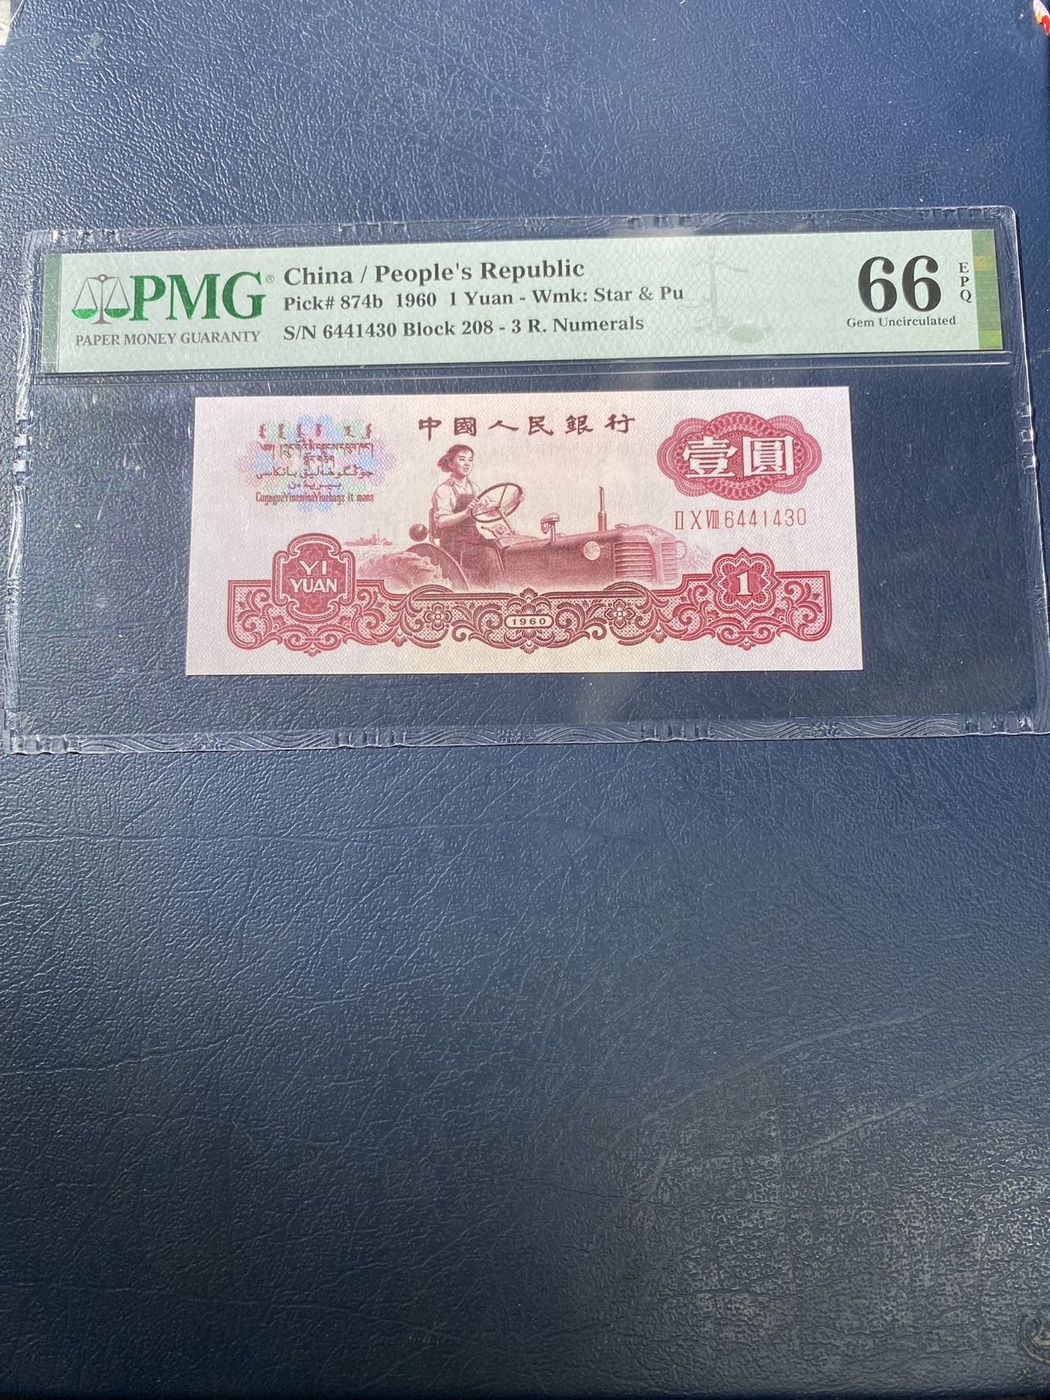 PMG®
PAPER MONEY GUARANTY
China / People's Republic
Pick# 874b 1960 1 Yuan - Wmk: Star & Pu
S/N 6441430 Block 208 - 3 R. Numerals
66
EPQ
Gem Uncirculated
中國人民銀行
壹圓
Ⅱ Ⅹ Ⅷ 6441430
YI
YUAN
1
1960